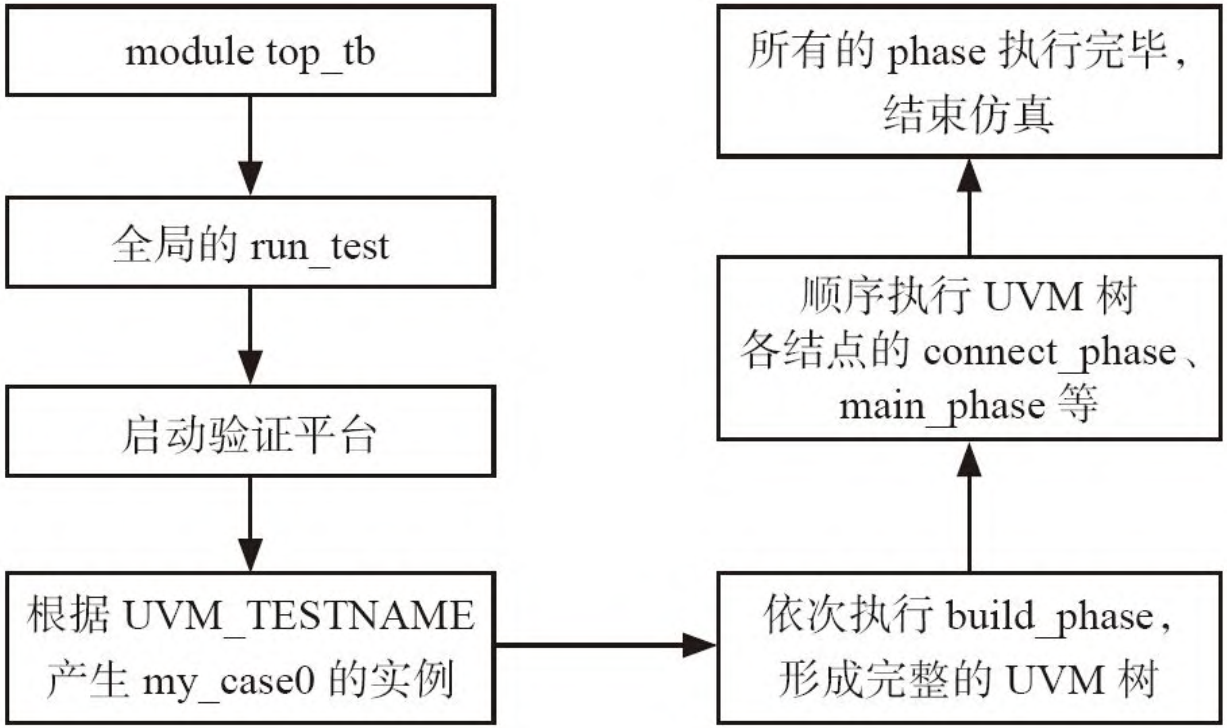 module top_tb
全局的 run_test
启动验证平台
根据 UVM_TESTNAME
产生 my_case0 的实例
依次执行 build_phase,
形成完整的 UVM 树
顺序执行 UVM 树
各结点的 connect_phase、
main_phase 等
所有的 phase 执行完毕,
结束仿真